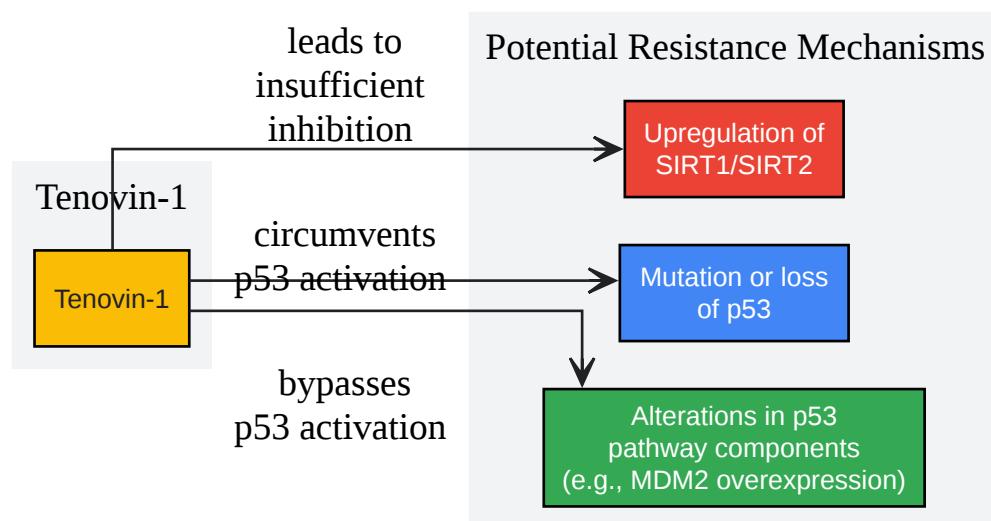 leads to
insufficient
inhibition
Potential Resistance Mechanisms
Upregulation of
SIRT1/SIRT2
Tenovin-1
Tenovin-1
circumvents
p53 activation
Mutation or loss
of p53
bypasses
p53 activation
Alterations in p53
pathway components
(e.g., MDM2 overexpression)